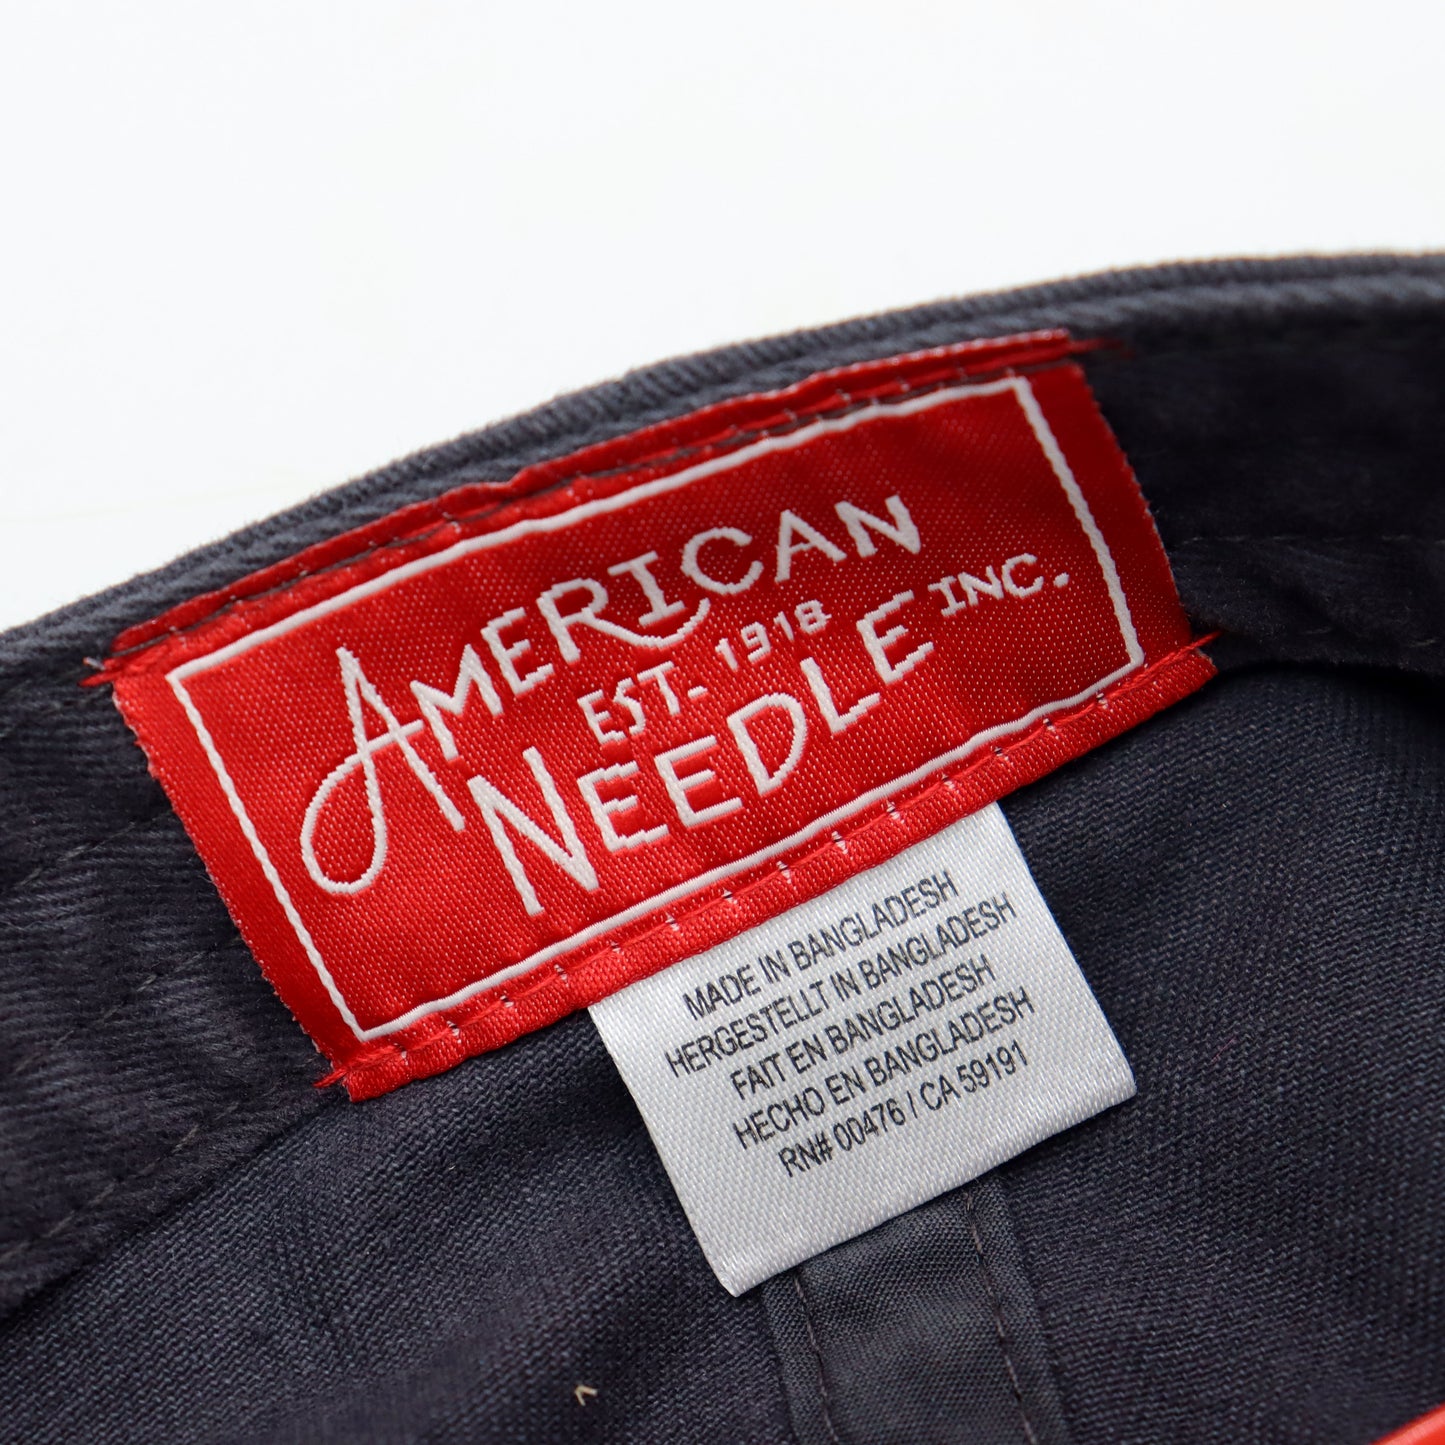 AMERICAN
EST. 1918
NEEDLE INC.
MADE IN BANGLADESH
HERGESTELLT IN BANGLADESH
FAIT EN BANGLADESH
HECHO EN BANGLADESH
RN# 00476 / CA 59191